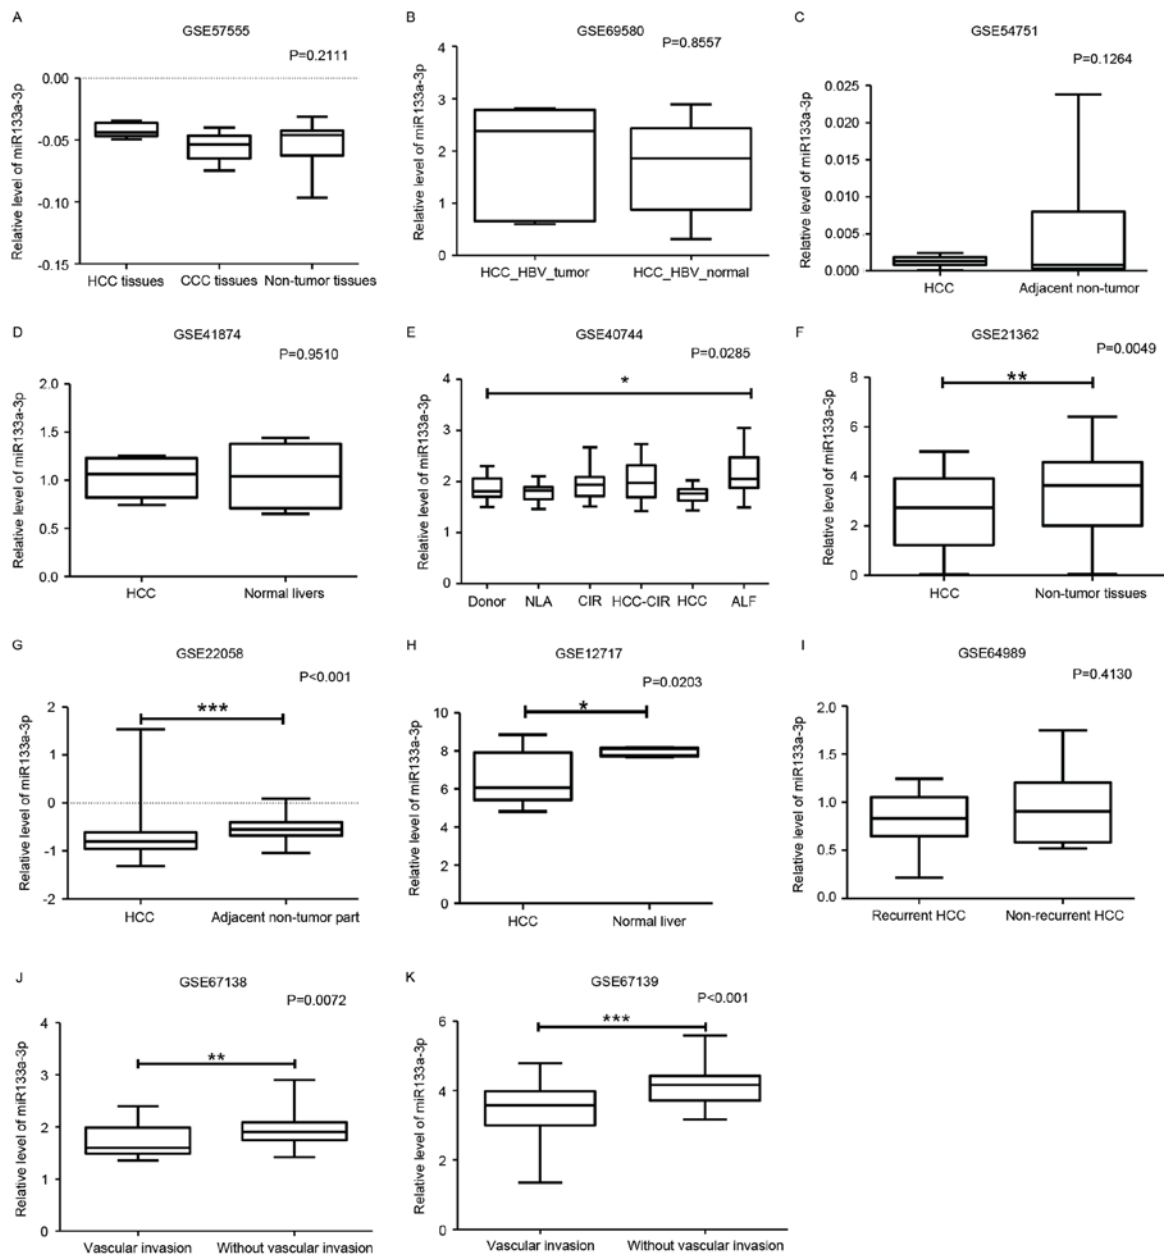 A
GSE57555
P=0.2111
Relative level of miR133a-3p
0.00
-0.05
-0.10
-0.15
HCC tissues
CCC tissues
Non-tumor tissues
B
GSE69580
P=0.8557
Relative level of miR133a-3p
4
3
2
1
0
HCC_HBV_tumor
HCC_HBV_normal
C
GSE54751
P=0.1264
Relative level of miR133a-3p
0.025
0.020
0.015
0.010
0.005
0.000
HCC
Adjacent non-tumor
D
GSE41874
P=0.9510
Relative level of miR133a-3p
2.0
1.5
1.0
0.5
0.0
HCC
Normal livers
E
GSE40744
P=0.0285
*
Relative level of miR133a-3p
4
3
2
1
0
Donor
NLA
CIR
HCC-CIR
HCC
ALF
F
GSE21362
P=0.0049
**
Relative level of miR133a-3p
8
6
4
2
0
HCC
Non-tumor tissues
G
GSE22058
P<0.001
***
Relative level of miR133a-3p
2
1
0
-1
-2
HCC
Adjacent non-tumor part
H
GSE12717
P=0.0203
*
Relative level of miR133a-3p
10
8
6
4
2
0
HCC
Normal liver
I
GSE64989
P=0.4130
Relative level of miR133a-3p
2.0
1.5
1.0
0.5
0.0
Recurrent HCC
Non-recurrent HCC
J
GSE67138
P=0.0072
**
Relative level of miR133a-3p
4
3
2
1
0
Vascular invasion
Without vascular invasion
K
GSE67139
P<0.001
***
Relative level of miR133a-3p
6
4
2
0
Vascular invasion
Without vascular invasion